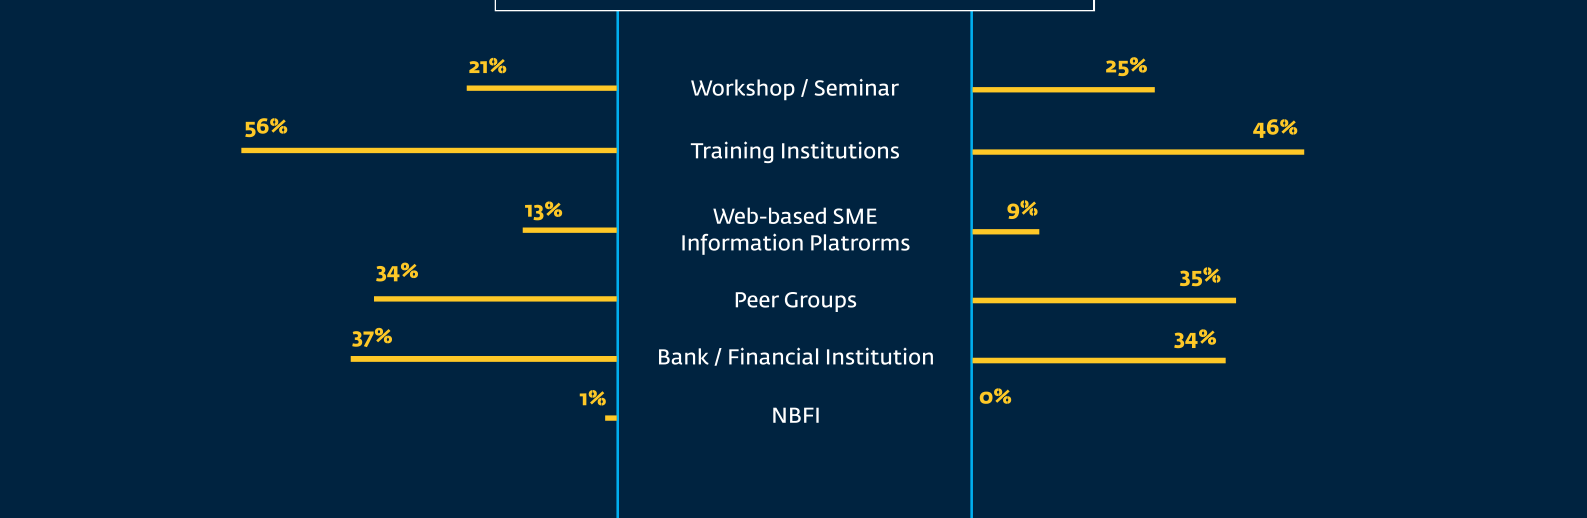 21%
Workshop / Seminar
25%
56%
Training Institutions
46%
13%
Web-based SME
Information Platrorms
9%
34%
Peer Groups
35%
37%
Bank / Financial Institution
34%
1%
NBFI
0%